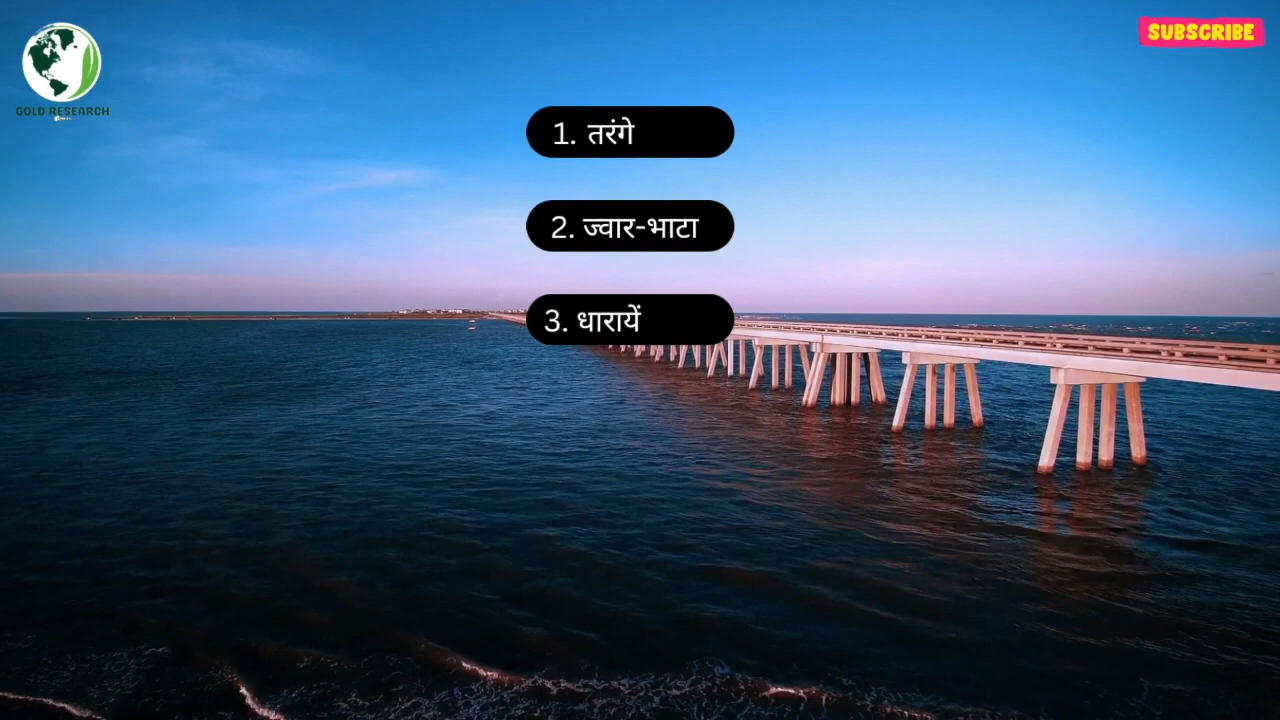 GOLD RESEARCH
SUBSCRIBE
1. तरंगे
2. ज्वार-भाटा
3. धारायें